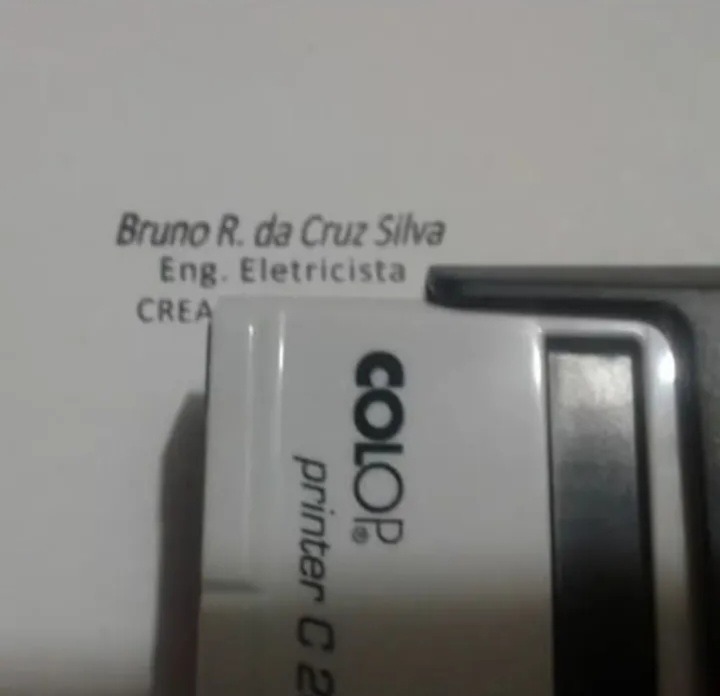 Bruno R. da Cruz Silva
Eng. Eletricista
CREA
COLOP®
printer C 2